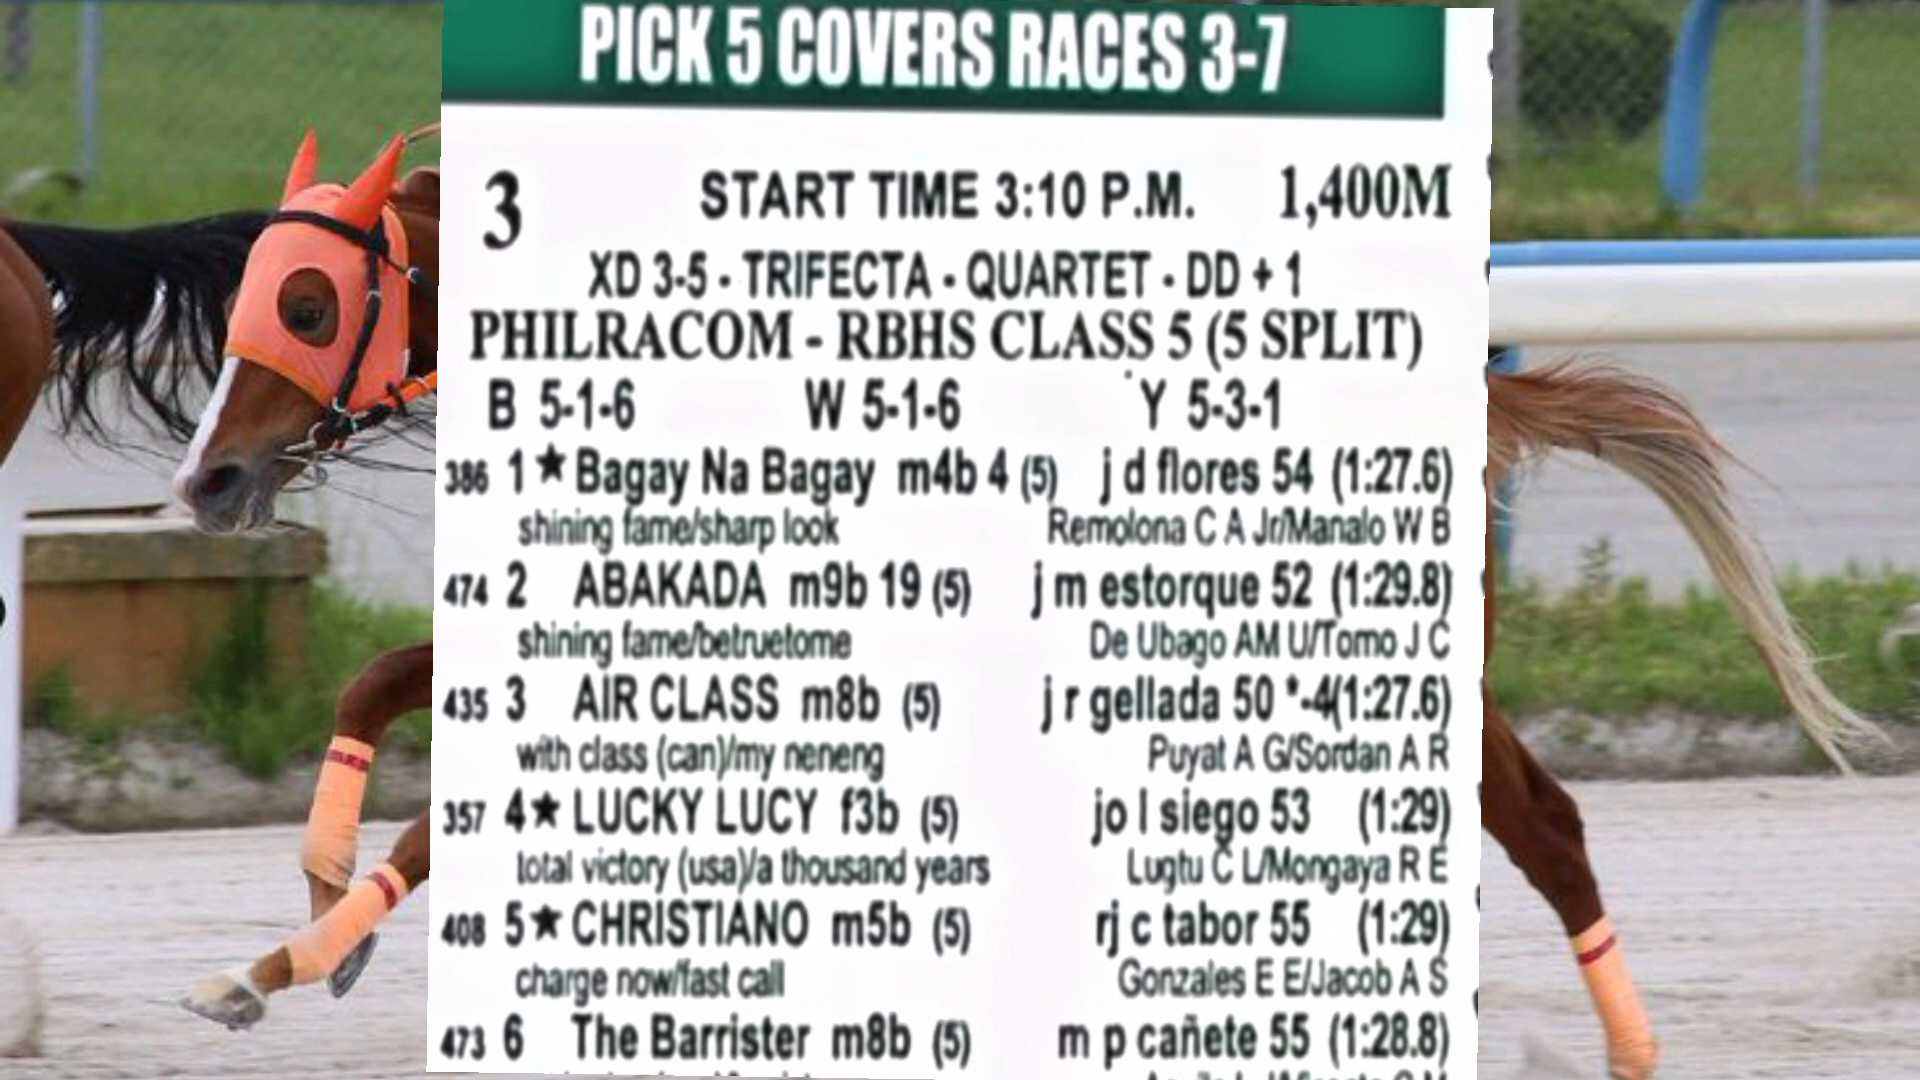 PICK 5 COVERS RACES 3-7
3 START TIME 3:10 P.M. 1,400M
XD 3-5 - TRIFECTA - QUARTET - DD + 1
PHILRACOM - RBHS CLASS 5 (5 SPLIT)
B 5-1-6 W 5-1-6 Y 5-3-1
386 1 ★ Bagay Na Bagay m4b 4 (5) j d flores 54 (1:27.6)
shining fame/sharp look Remolona C A Jr/Manalo W B
474 2 ABAKADA m9b 19 (5) j m estorque 52 (1:29.8)
shining fame/betruetome De Ubago AM U/Tomo J C
435 3 AIR CLASS m8b (5) j r gellada 50 *-4(1:27.6)
with class (can)/my neneng Puyat A G/Sordan A R
357 4★ LUCKY LUCY f3b (5) jo l siego 53 (1:29)
total victory (usa)/a thousand years Lugtu C L/Mongaya R E
408 5★ CHRISTIANO m5b (5) rj c tabor 55 (1:29)
charge now/fast call Gonzales E E/Jacob A S
473 6 The Barrister m8b (5) m p cañete 55 (1:28.8)